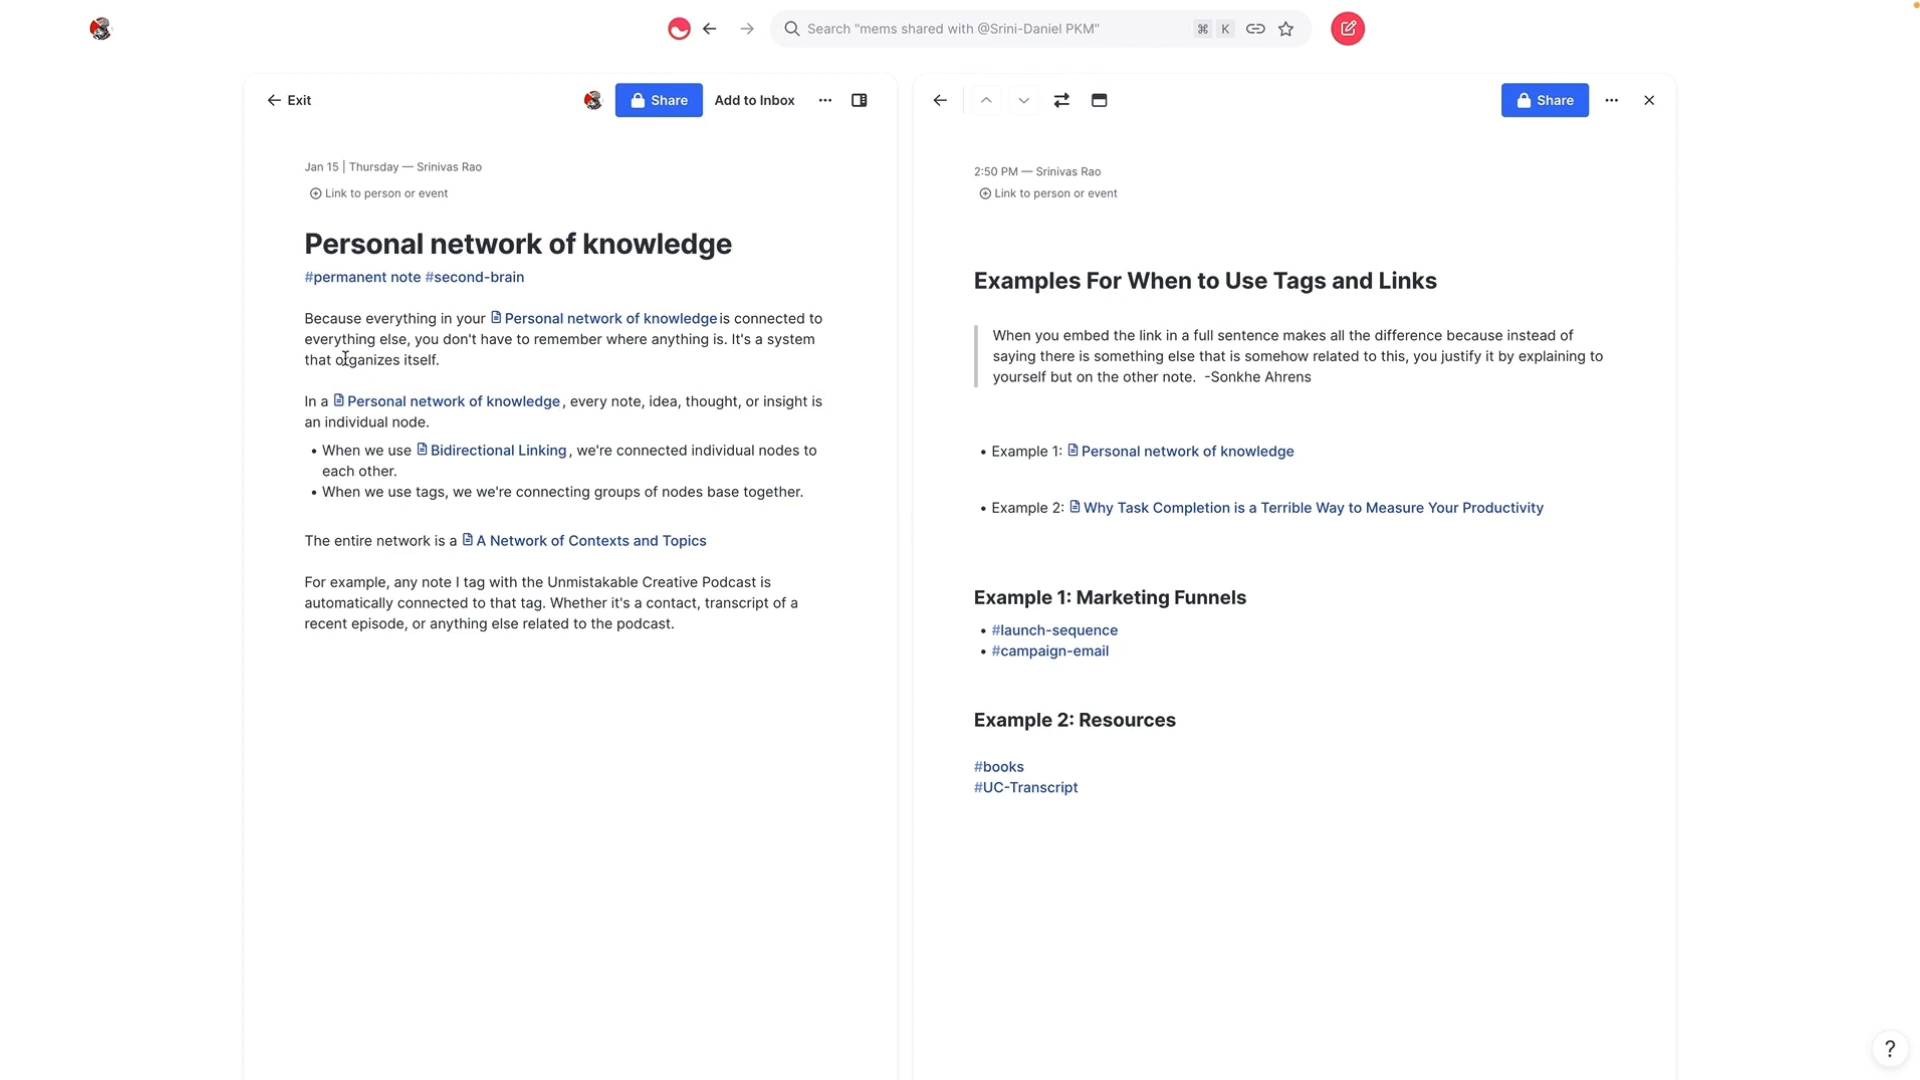 Search "mems shared with @Srini-Daniel PKM"
⌘ K
Exit
Share
Add to Inbox
Jan 15 | Thursday — Srinivas Rao
Link to person or event
Personal network of knowledge
#permanent note #second-brain
Because everything in your Personal network of knowledge is connected to
everything else, you don't have to remember where anything is. It's a system
that organizes itself.
In a Personal network of knowledge, every note, idea, thought, or insight is
an individual node.
• When we use Bidirectional Linking, we're connected individual nodes to
each other.
• When we use tags, we we're connecting groups of nodes base together.
The entire network is a A Network of Contexts and Topics
For example, any note I tag with the Unmistakable Creative Podcast is
automatically connected to that tag. Whether it's a contact, transcript of a
recent episode, or anything else related to the podcast.
Share
2:50 PM — Srinivas Rao
Link to person or event
Examples For When to Use Tags and Links
When you embed the link in a full sentence makes all the difference because instead of
saying there is something else that is somehow related to this, you justify it by explaining to
yourself but on the other note. -Sonkhe Ahrens
• Example 1: Personal network of knowledge
• Example 2: Why Task Completion is a Terrible Way to Measure Your Productivity
Example 1: Marketing Funnels
• #launch-sequence
• #campaign-email
Example 2: Resources
#books
#UC-Transcript
?